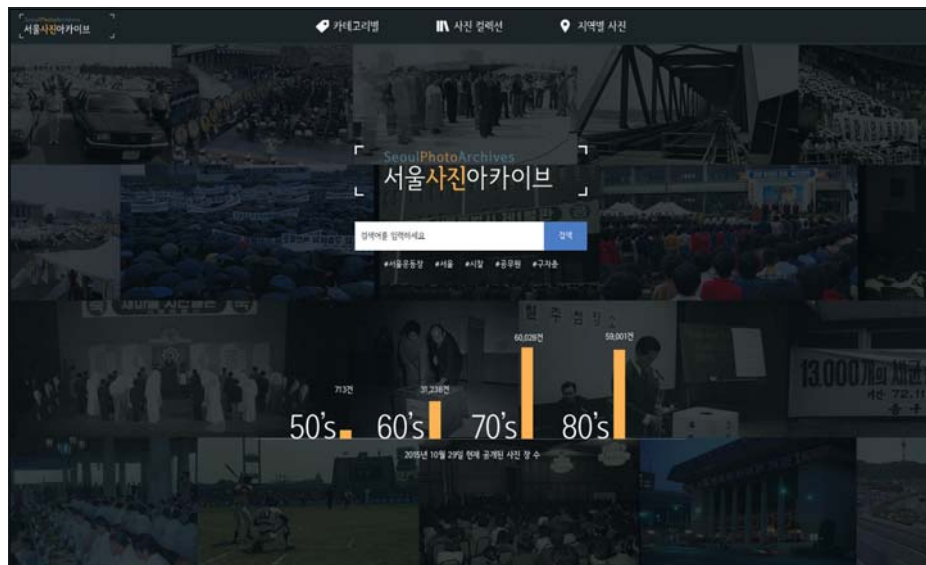 SeoulPhotoArchives
서울사진아카이브
카테고리별
사진 컬렉션
지역별 사진
SeoulPhotoArchives
서울사진아카이브
검색어를 입력하세요
검색
#서울운동장 #서울 #시찰 #공무원 #구자춘
713건
31,236건
60,028건
59,001건
50's
60's
70's
80's
2015년 10월 29일 현재 공개된 사진 장 수
13,000개의